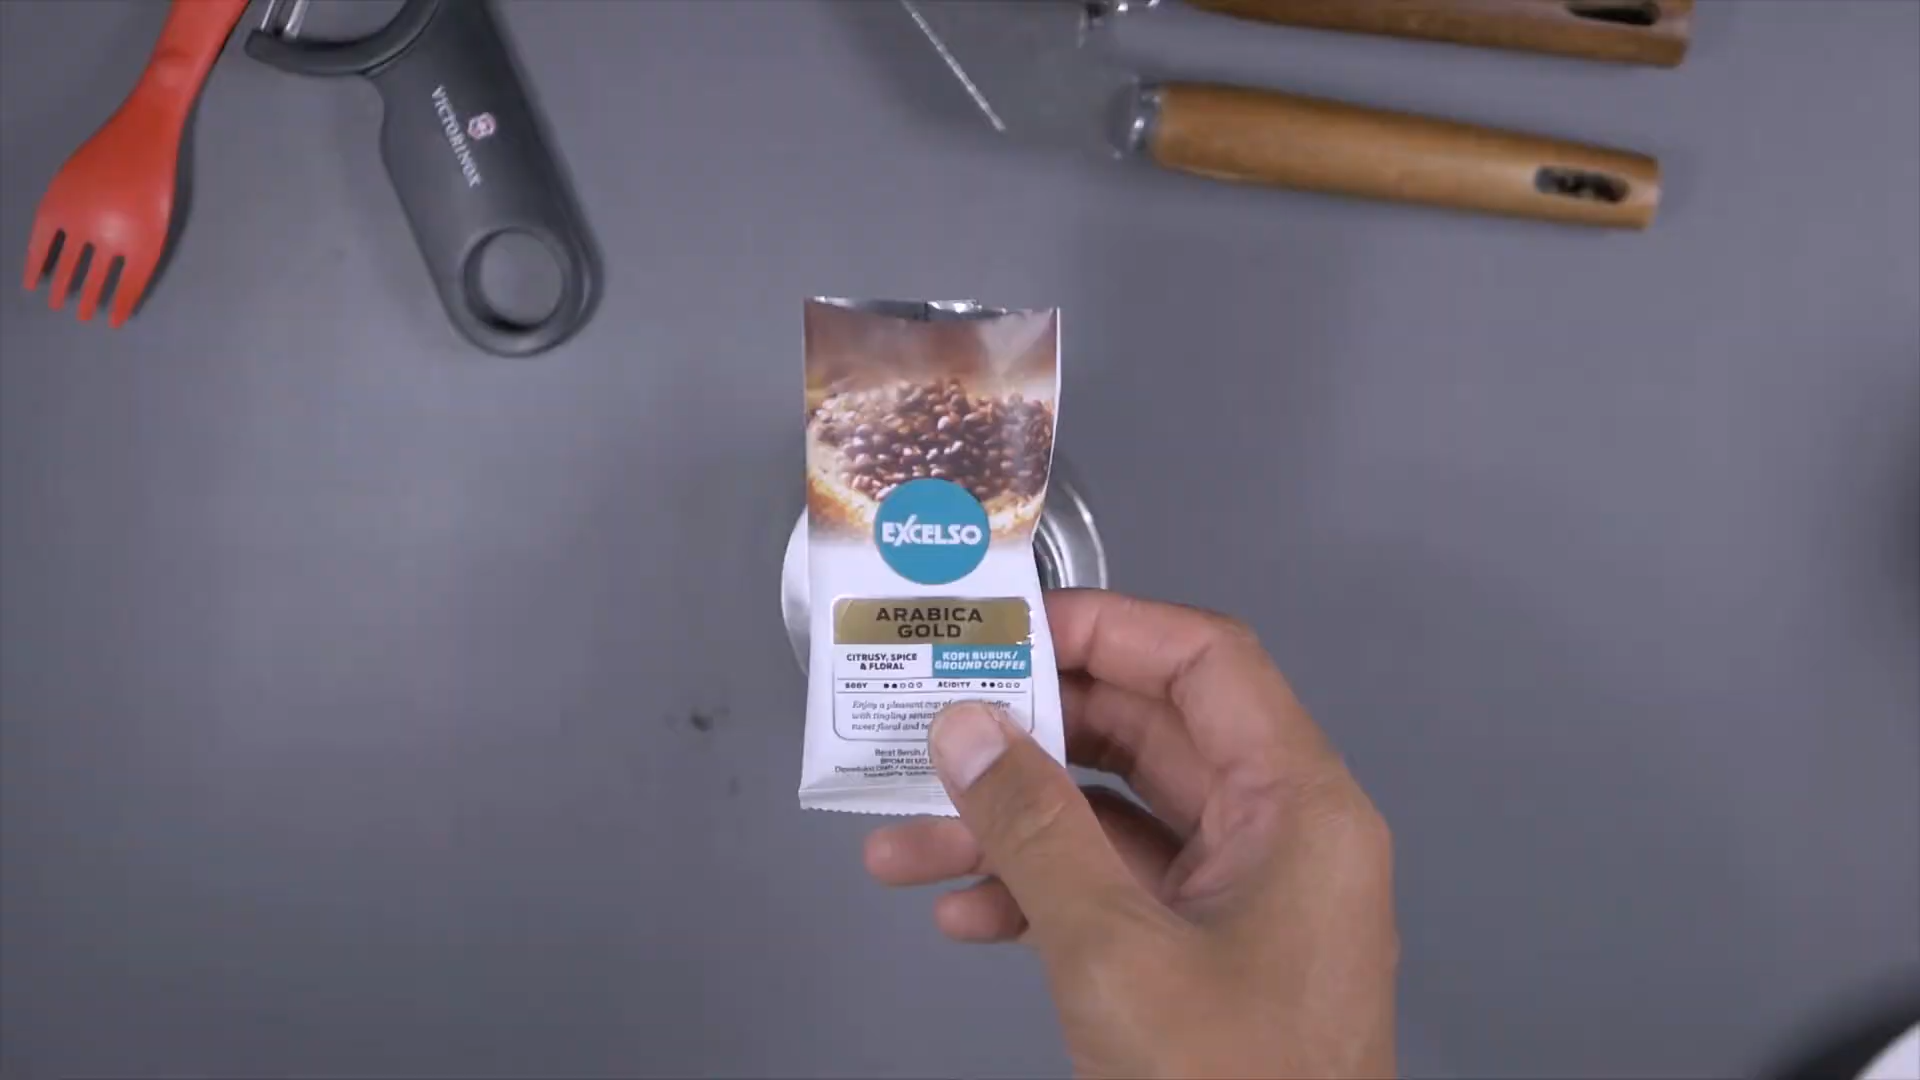 VICTORINOX
EXCELSO
ARABICA
GOLD
CITRUSY, SPICE
& FLORAL
KOPI BUBUK/
GROUND COFFEE
BODY
ACIDITY
Enjoy a pleasant cup of
with tingling
sweet floral and
Berat Bersih /